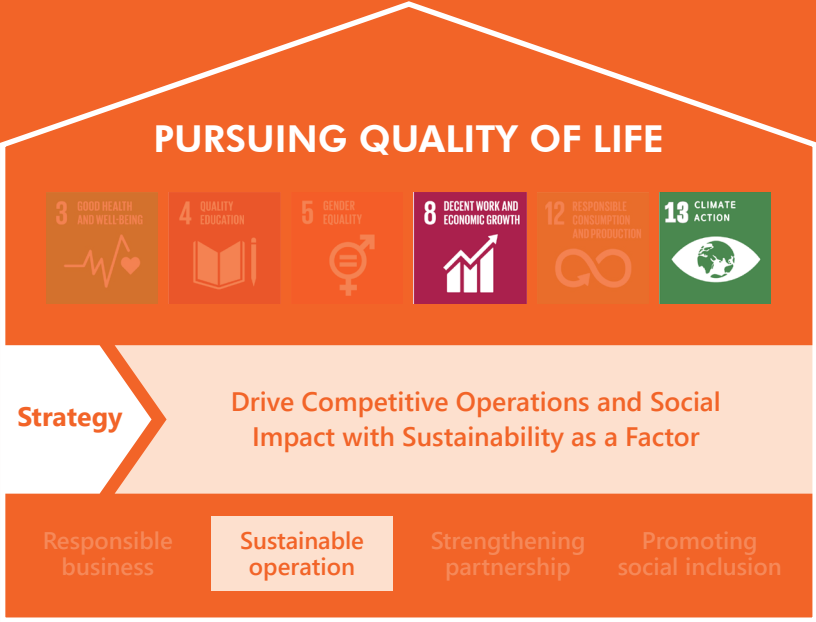 PURSUING QUALITY OF LIFE
3 GOOD HEALTH
AND WELL-BEING
4 QUALITY
EDUCATION
5 GENDER
EQUALITY
8 DECENT WORK AND
ECONOMIC GROWTH
12 RESPONSIBLE
CONSUMPTION
AND PRODUCTION
13 CLIMATE
ACTION
Strategy
Drive Competitive Operations and Social
Impact with Sustainability as a Factor
Responsible
business
Sustainable
operation
Strengthening
partnership
Promoting
social inclusion